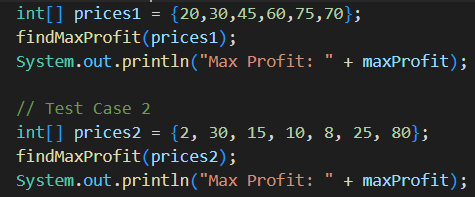 int[] prices1 = {20,30,45,60,75,70};
findMaxProfit(prices1);
System.out.println("Max Profit: " + maxProfit);
// Test Case 2
int[] prices2 = {2, 30, 15, 10, 8, 25, 80};
findMaxProfit(prices2);
System.out.println("Max Profit: " + maxProfit);